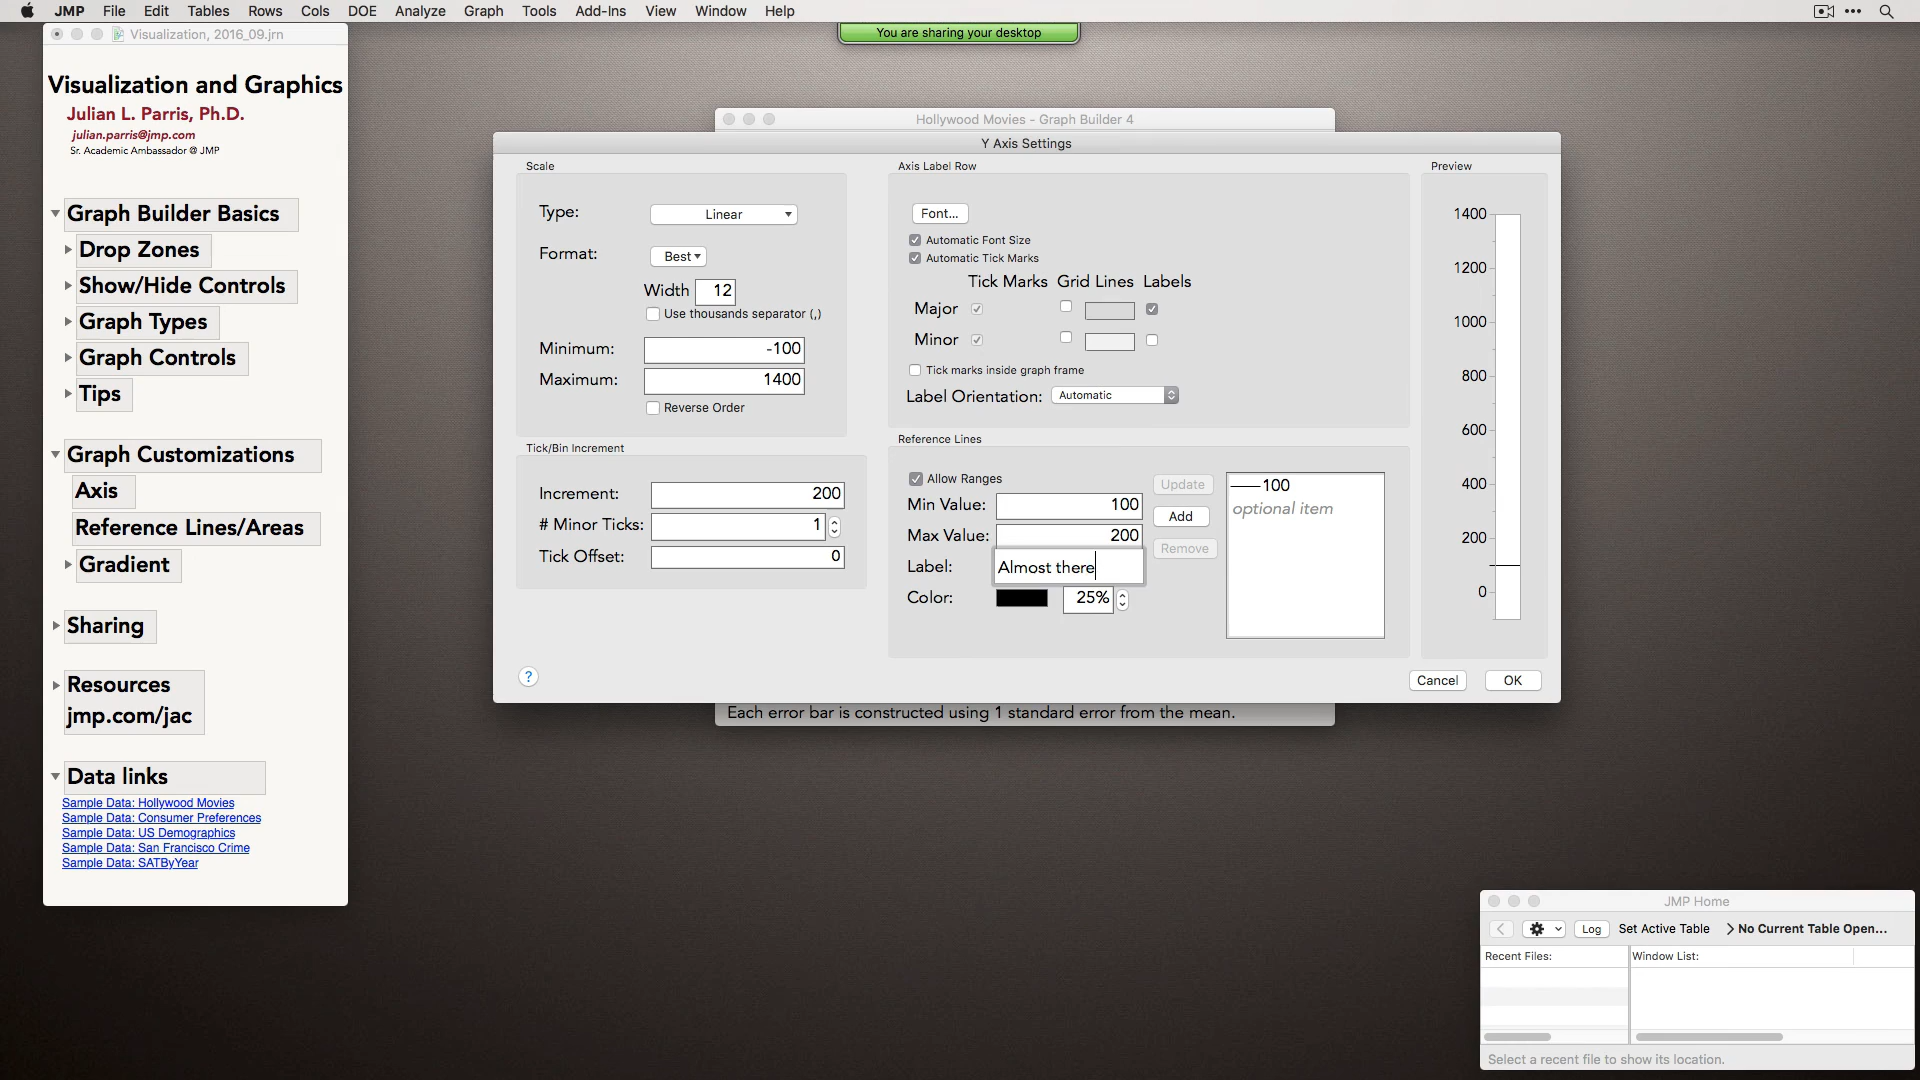 JMP File Edit Tables Rows Cols DOE Analyze Graph Tools Add-Ins View Window Help
You are sharing your desktop
Visualization, 2016_09.jrn
Visualization and Graphics
Julian L. Parris, Ph.D.
julian.parris@jmp.com
Sr. Academic Ambassador @ JMP
Graph Builder Basics
Drop Zones
Show/Hide Controls
Graph Types
Graph Controls
Tips
Graph Customizations
Axis
Reference Lines/Areas
Gradient
Sharing
Resources
jmp.com/jac
Data links
Sample Data: Hollywood Movies
Sample Data: Consumer Preferences
Sample Data: US Demographics
Sample Data: San Francisco Crime
Sample Data: SATByYear
Hollywood Movies - Graph Builder 4
Y Axis Settings
Scale
Type: Linear
Format: Best
Width 12
Use thousands separator (,)
Minimum: -100
Maximum: 1400
Reverse Order
Tick/Bin Increment
Increment: 200
# Minor Ticks: 1
Tick Offset: 0
Axis Label Row
Font...
Automatic Font Size
Automatic Tick Marks
Tick Marks Grid Lines Labels
Major
Minor
Tick marks inside graph frame
Label Orientation: Automatic
Reference Lines
Allow Ranges
Min Value: 100
Max Value: 200
Label: Almost there
Color: 25%
Update
Add
Remove
100
optional item
Preview
1400
1200
1000
800
600
400
200
0
?
Cancel OK
Each error bar is constructed using 1 standard error from the mean.
JMP Home
Log Set Active Table No Current Table Open...
Recent Files: Window List:
Select a recent file to show its location.